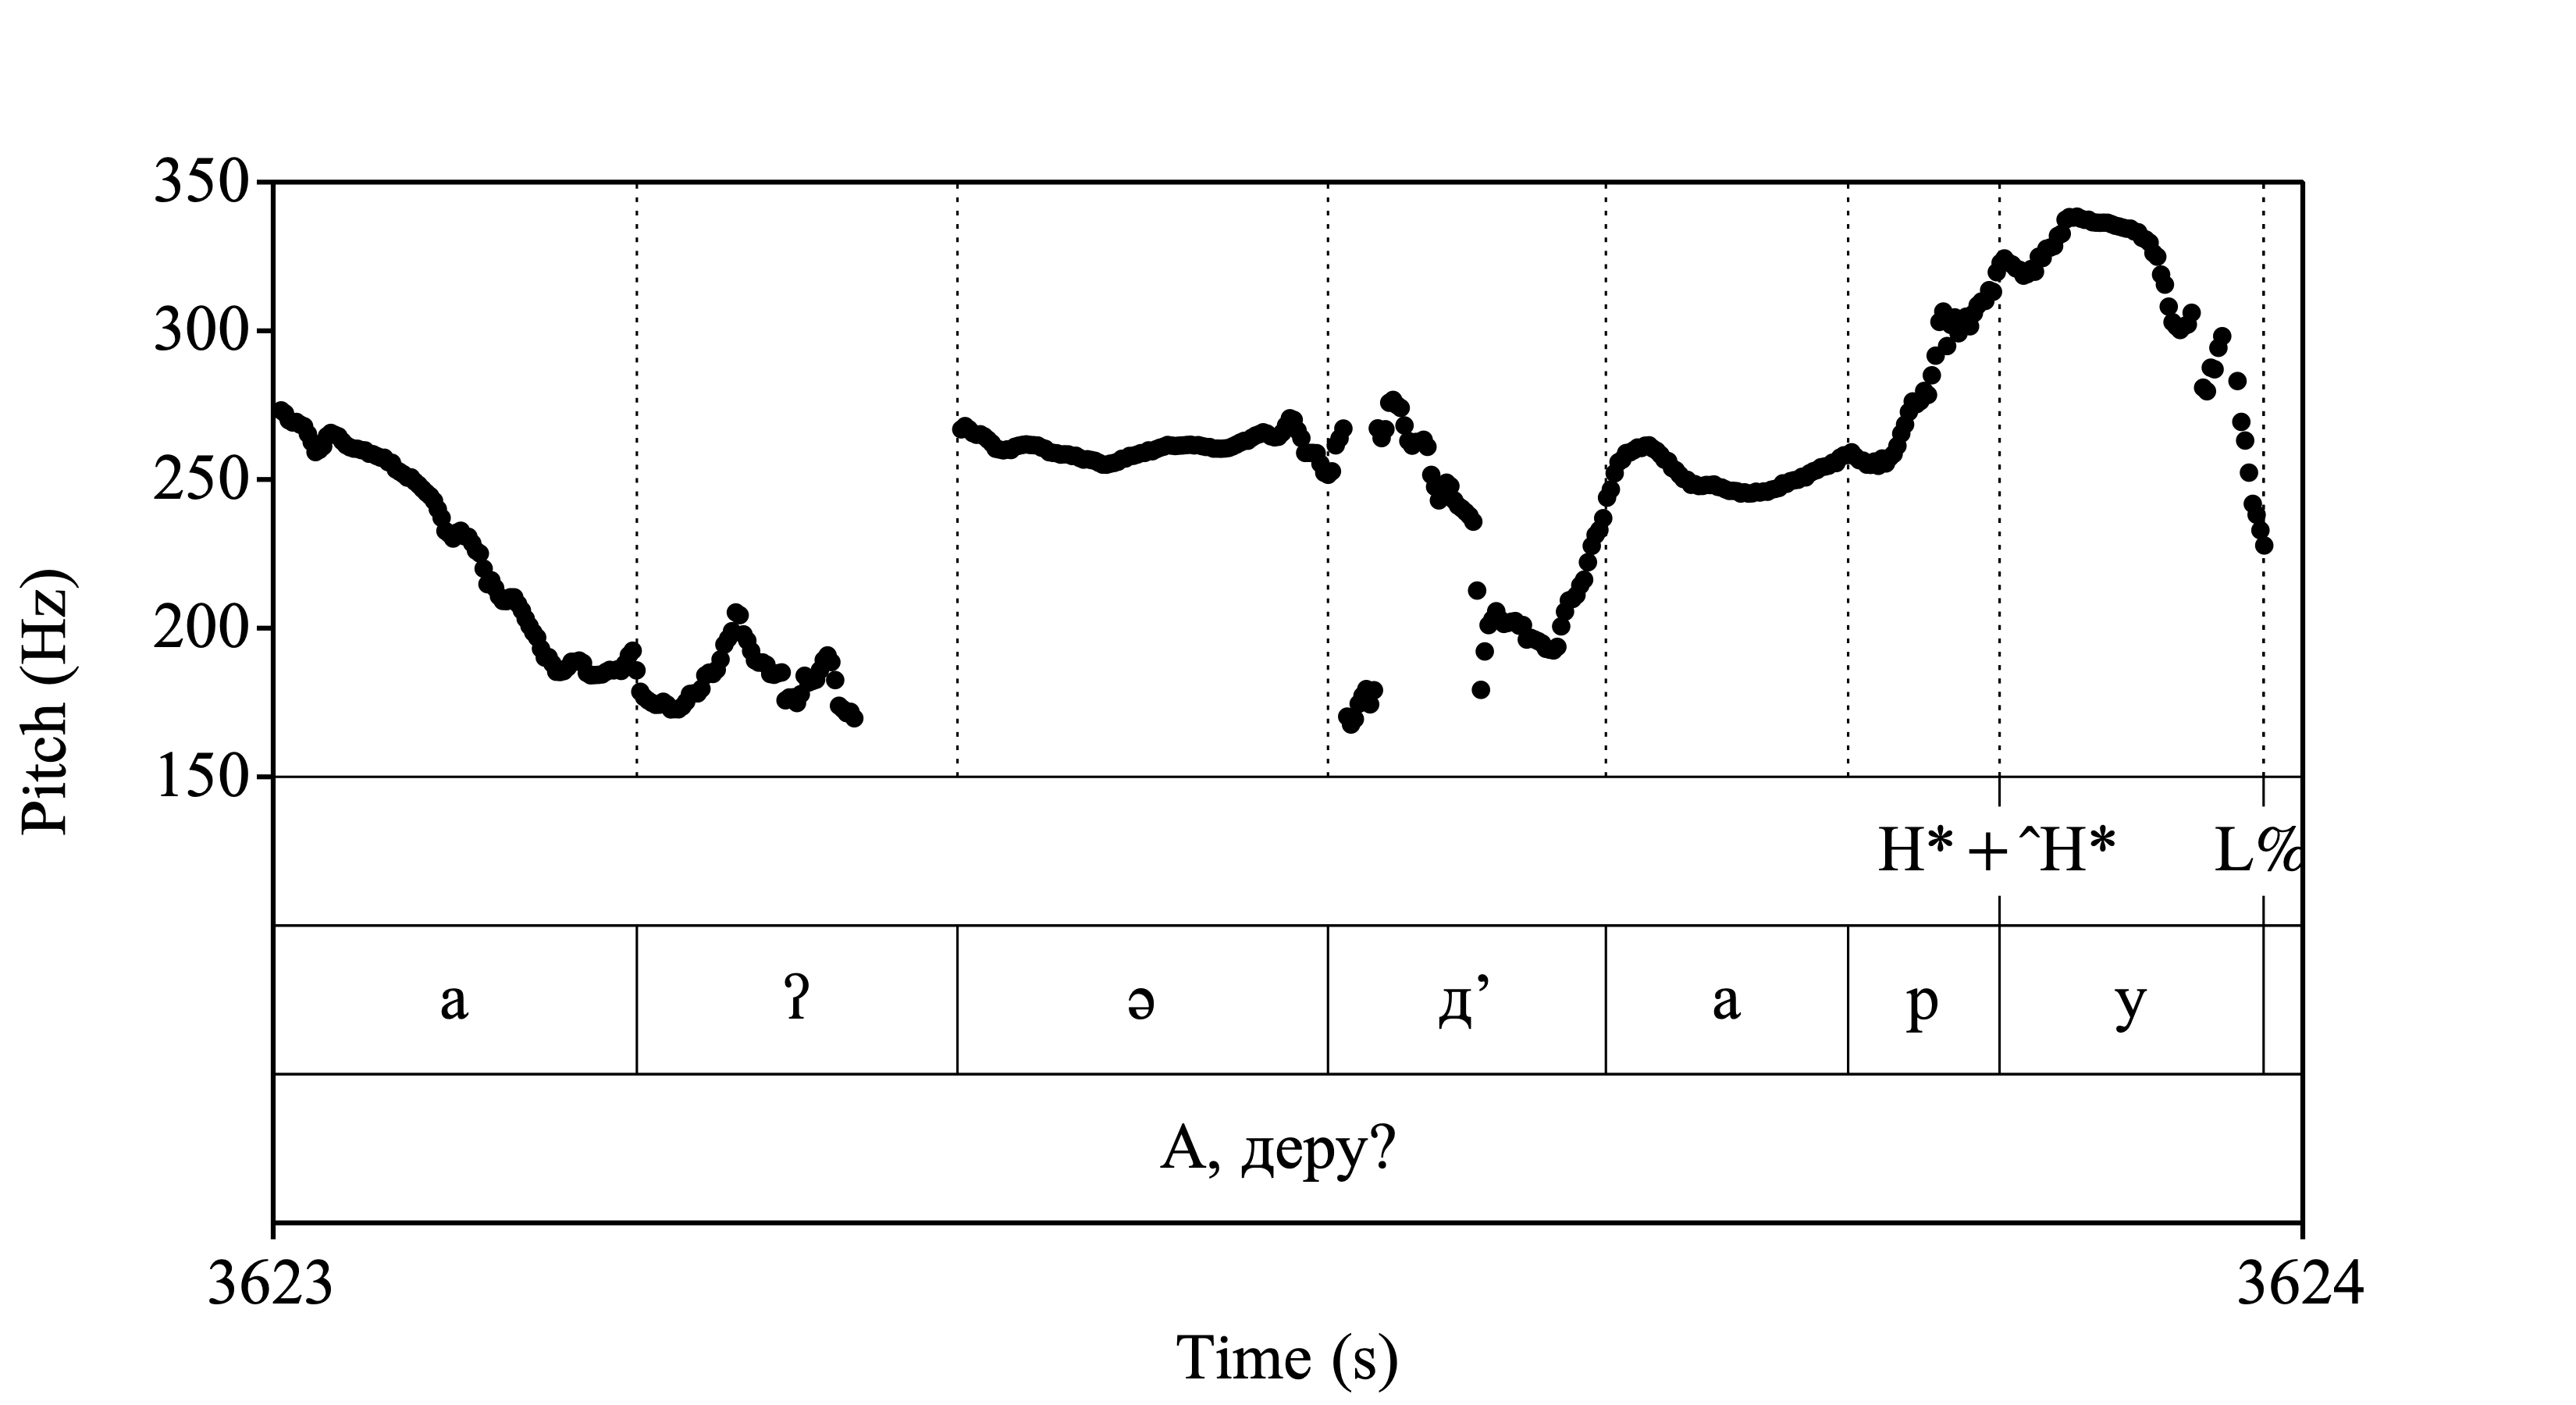 350
300
250
200
150
Pitch (Hz)
H* + ˆH* L%
а ʔ ə д’ а р у
А, деру?
3623 3624
Time (s)